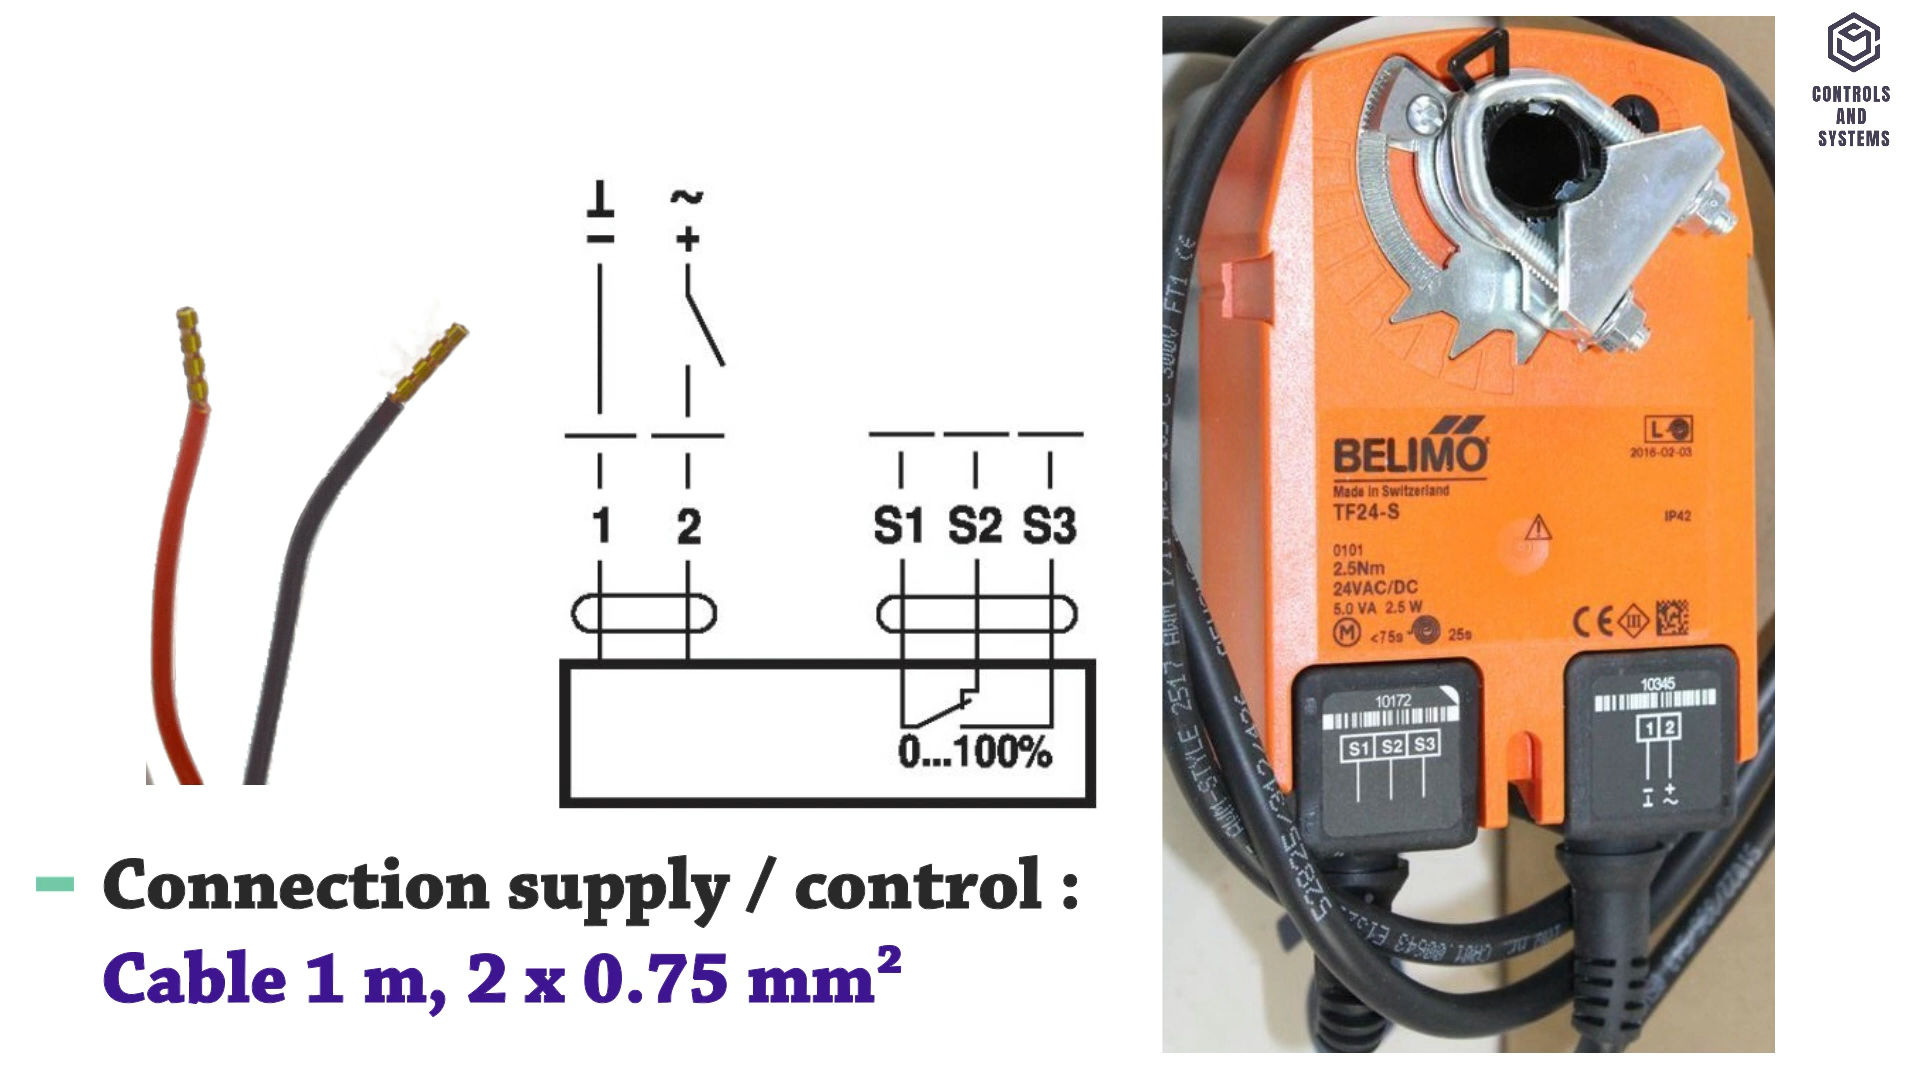 CONTROLS
AND
SYSTEMS
⊥ ~
− +
1 2 S1 S2 S3
0...100%
Connection supply / control :
Cable 1 m, 2 x 0.75 mm²
BELIMO
Made in Switzerland
TF24-S
L
2016-02-03
IP42
0101
2.5Nm
24VAC/DC
5.0 VA 2.5 W
M <75s 25s
CE III
10172
S1 S2 S3
10345
1 2
− +
⊥ ~